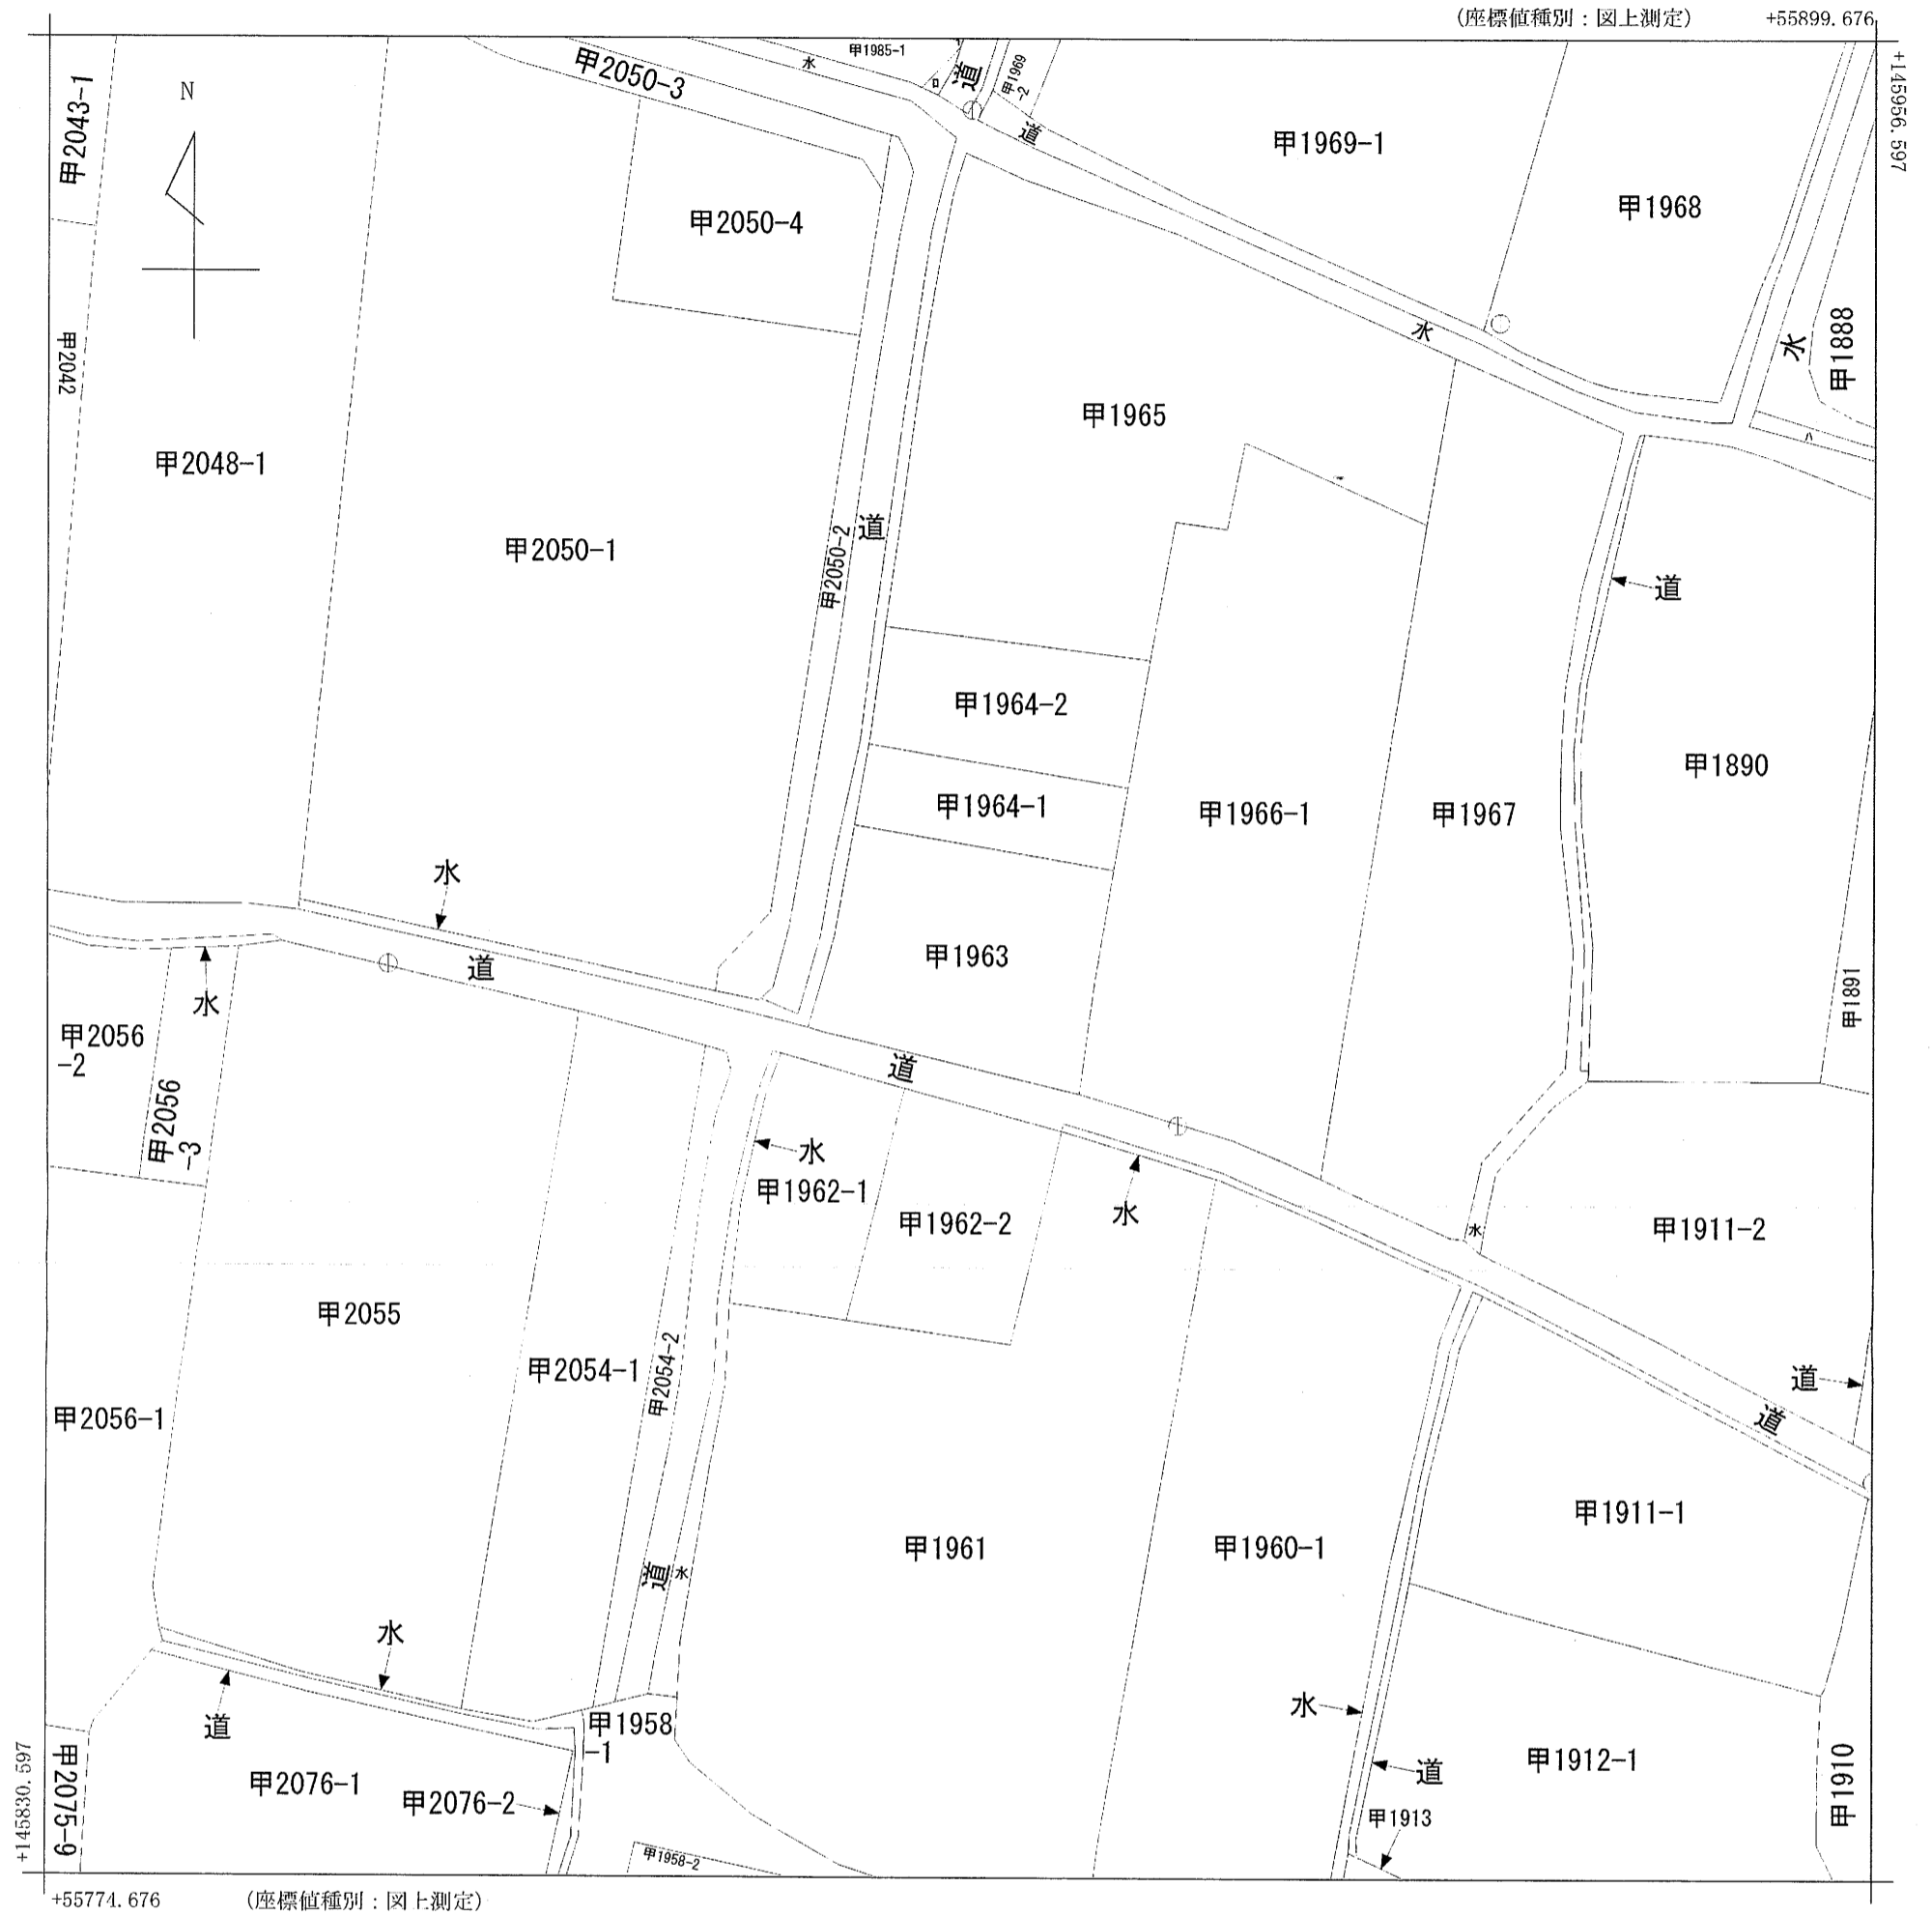 (座標値種別：図上測定)
+55899.676
+145956.597
N
甲2043-1
甲2050-3
甲1985-1
水
ロ
道
甲1969
-2
道
甲1969-1
甲1968
甲2050-4
甲2042
水
水
甲1888
甲1965
ハ
甲2048-1
甲2050-1
甲2050-2
道
道
甲1964-2
甲1890
甲1964-1
甲1966-1
甲1967
水
道
甲1963
甲1891
水
甲2056
-2
甲2056
-3
道
水
甲1962-1
甲1962-2
水
水
甲1911-2
甲2055
甲2054-1
甲2054-2
道
道
甲2056-1
甲1911-1
甲1961
甲1960-1
道
水
水
道
水
甲1958
-1
道
甲1912-1
甲1910
甲2075-9
甲2076-1
甲2076-2
甲1913
甲1958-2
+145830.597
+55774.676
(座標値種別：図上測定)